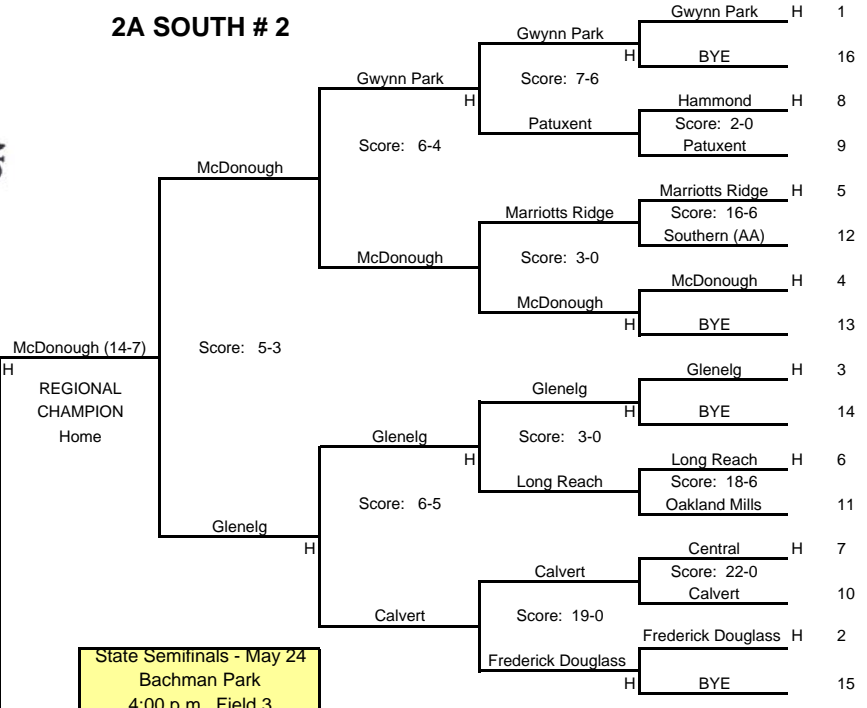 2A SOUTH # 2
Gwynn Park H 1
Gwynn Park
H BYE 16
Gwynn Park Score: 7-6
H Hammond H 8
Patuxent Score: 2-0
Score: 6-4 Patuxent 9
McDonough
Marriotts Ridge H 5
Marriotts Ridge Score: 16-6
Southern (AA) 12
McDonough Score: 3-0
McDonough H 4
McDonough
H BYE 13
McDonough (14-7) Score: 5-3
H Glenelg H 3
REGIONAL Glenelg
CHAMPION H BYE 14
Home Glenelg Score: 3-0
H Long Reach H 6
Long Reach Score: 18-6
Score: 6-5 Oakland Mills 11
Glenelg
H Central H 7
Calvert Score: 22-0
Calvert 10
Calvert Score: 19-0
Frederick Douglass H 2
State Semifinals - May 24 Frederick Douglass
Bachman Park H BYE 15
4:00 p.m. Field 3